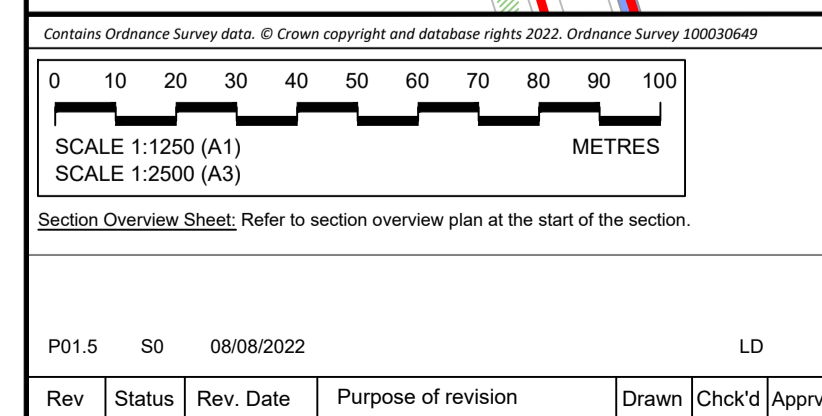 Contains Ordnance Survey data. © Crown copyright and database rights 2022. Ordnance Survey 100030649
0 10 20 30 40 50 60 70 80 90 100
SCALE 1:1250 (A1) METRES
SCALE 1:2500 (A3)
Section Overview Sheet: Refer to section overview plan at the start of the section.
P01.5 S0 08/08/2022 LD
Rev Status Rev. Date Purpose of revision Drawn Chck'd Apprv